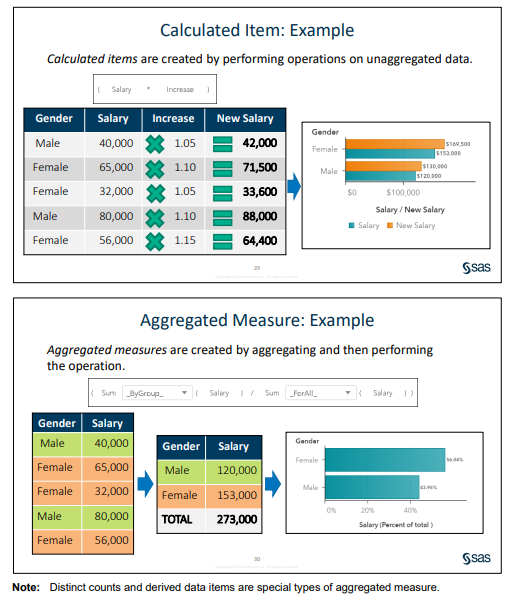 Calculated Item: Example
Calculated items are created by performing operations on unaggregated data.
( Salary * Increase )
Gender Salary Increase New Salary
Male 40,000 1.05 42,000
Female 65,000 1.10 71,500
Female 32,000 1.05 33,600
Male 80,000 1.10 88,000
Female 56,000 1.15 64,400
Gender
Female $169,500
$153,000
Male $130,000
$120,000
$0 $100,000
Salary / New Salary
Salary New Salary
29
sas
Aggregated Measure: Example
Aggregated measures are created by aggregating and then performing
the operation.
( Sum _ByGroup_ ( Salary ) / Sum _ForAll_ ( Salary ) )
Gender Salary
Male 40,000
Female 65,000
Female 32,000
Male 80,000
Female 56,000
Gender Salary
Male 120,000
Female 153,000
TOTAL 273,000
Gender
Female 56.04%
Male 43.96%
0% 20% 40%
Salary (Percent of total )
30
sas
Note: Distinct counts and derived data items are special types of aggregated measure.